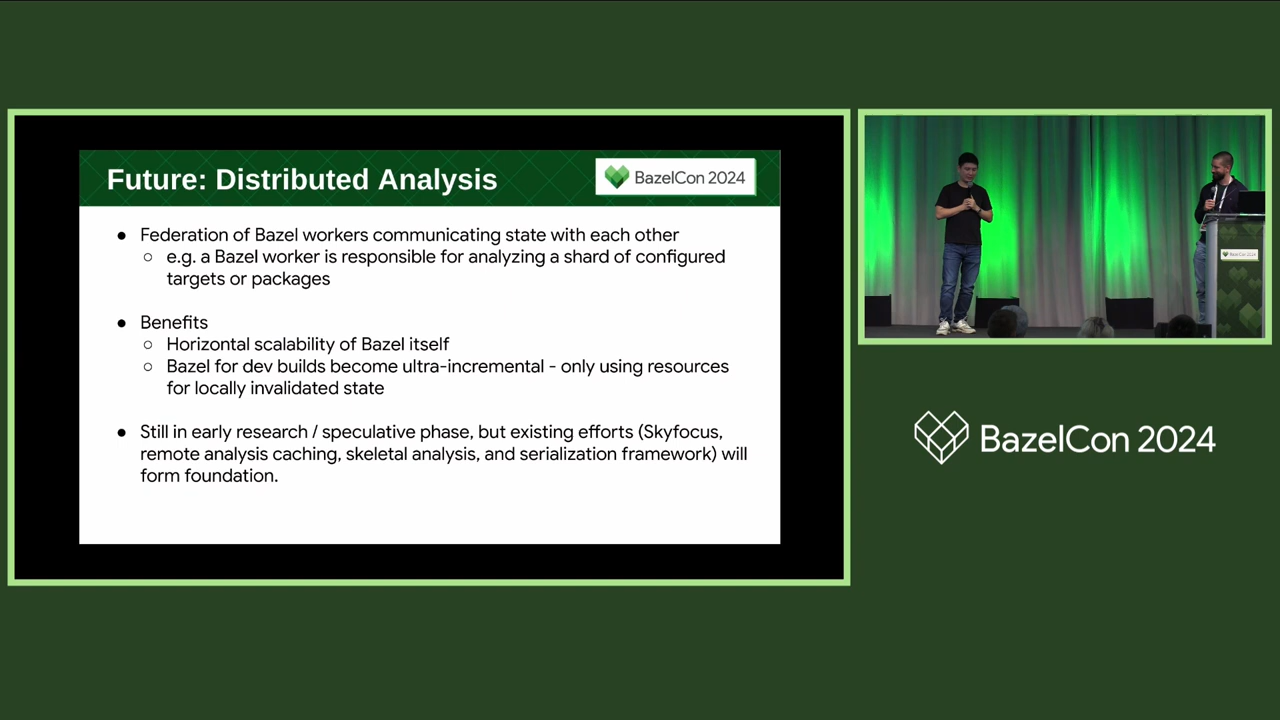 Future: Distributed Analysis
BazelCon 2024
● Federation of Bazel workers communicating state with each other
○ e.g. a Bazel worker is responsible for analyzing a shard of configured
targets or packages
● Benefits
○ Horizontal scalability of Bazel itself
○ Bazel for dev builds become ultra-incremental - only using resources
for locally invalidated state
● Still in early research / speculative phase, but existing efforts (Skyfocus,
remote analysis caching, skeletal analysis, and serialization framework) will
form foundation.
BazelCon 2024
BazelCon 2024